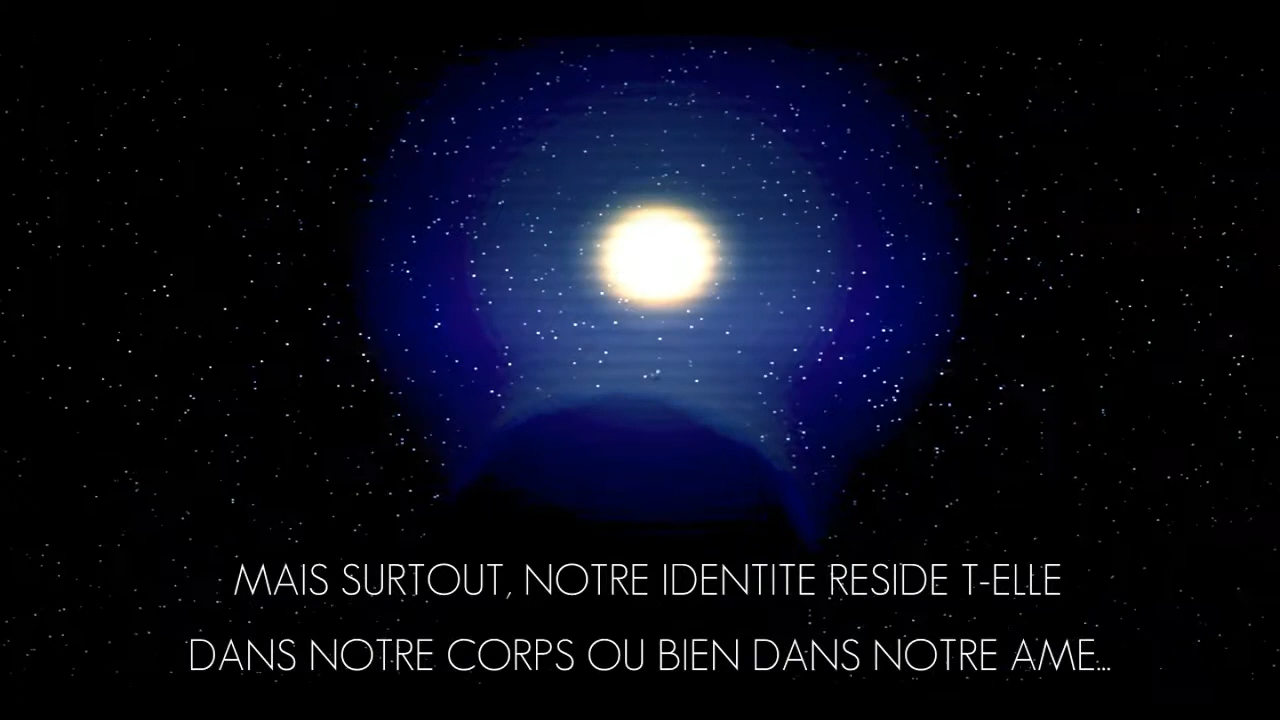 MAIS SURTOUT, NOTRE IDENTITE RESIDE T-ELLE
DANS NOTRE CORPS OU BIEN DANS NOTRE AME...